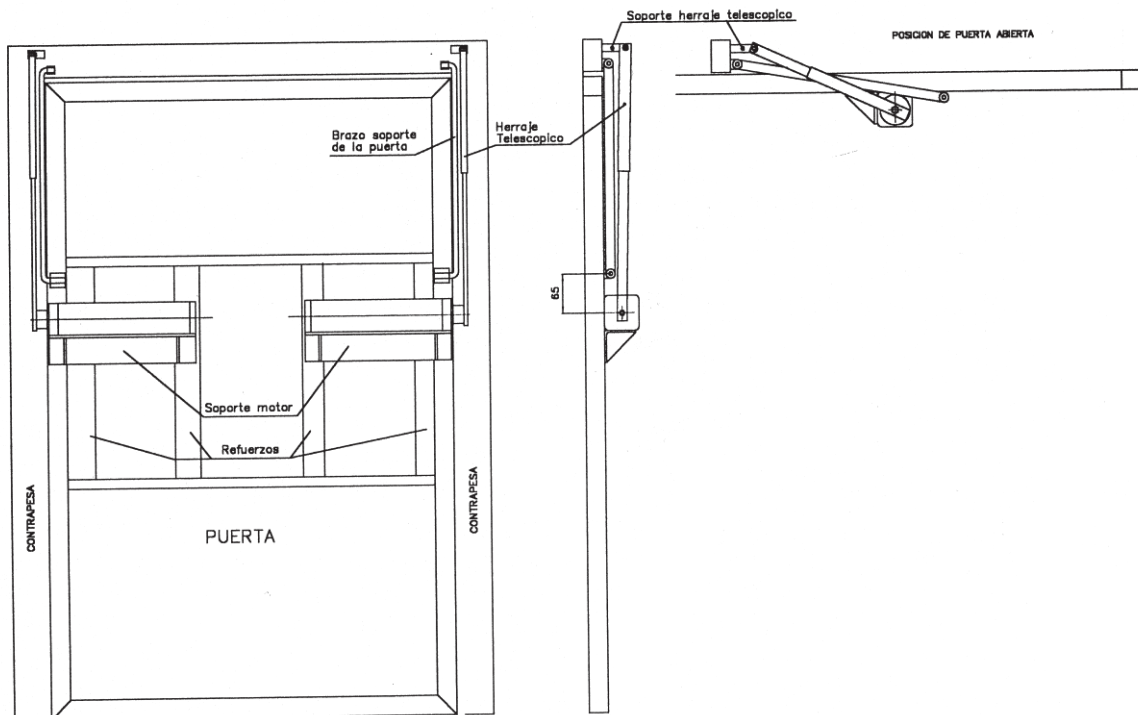 Soporte herraje telescopico
POSICION DE PUERTA ABIERTA
Brazo soporte
de la puerta
Herraje
Telescopico
65
Soporte motor
Refuerzos
CONTRAPESA
CONTRAPESA
PUERTA